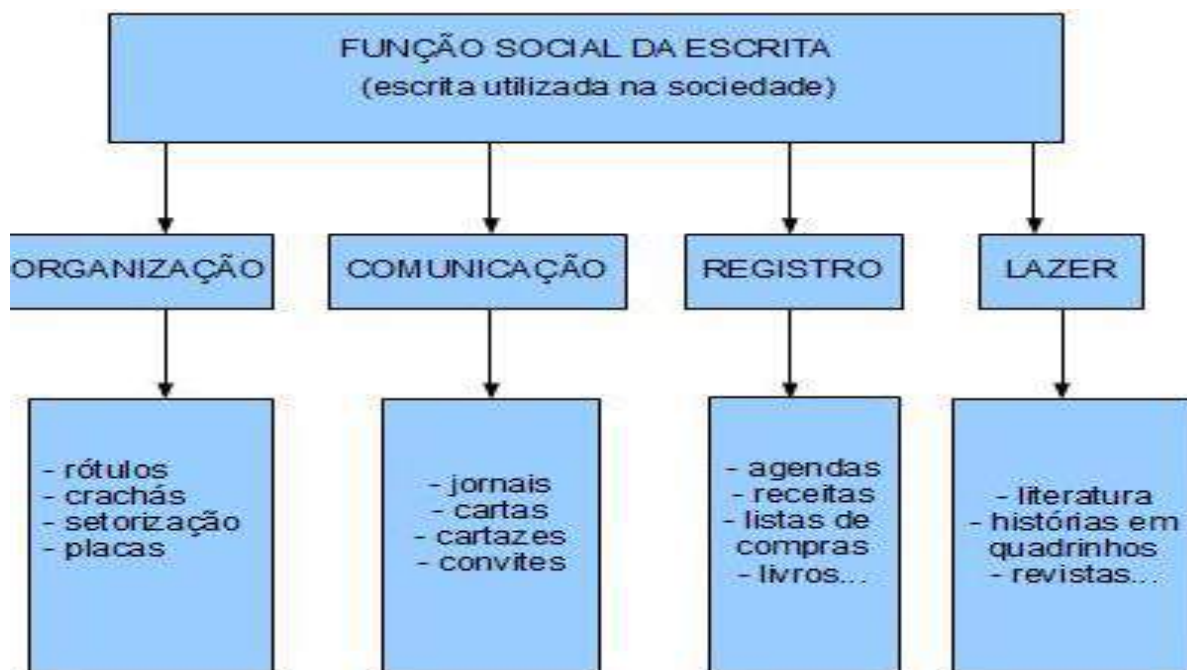 FUNÇÃO SOCIAL DA ESCRITA
(escrita utilizada na sociedade)
ORGANIZAÇÃO
COMUNICAÇÃO
REGISTRO
LAZER
- rótulos
- crachás
- setorização
- placas
- jornais
- cartas
- cartazes
- convites
- agendas
- receitas
- listas de
compras
- livros...
- literatura
- histórias em
quadrinhos
- revistas...